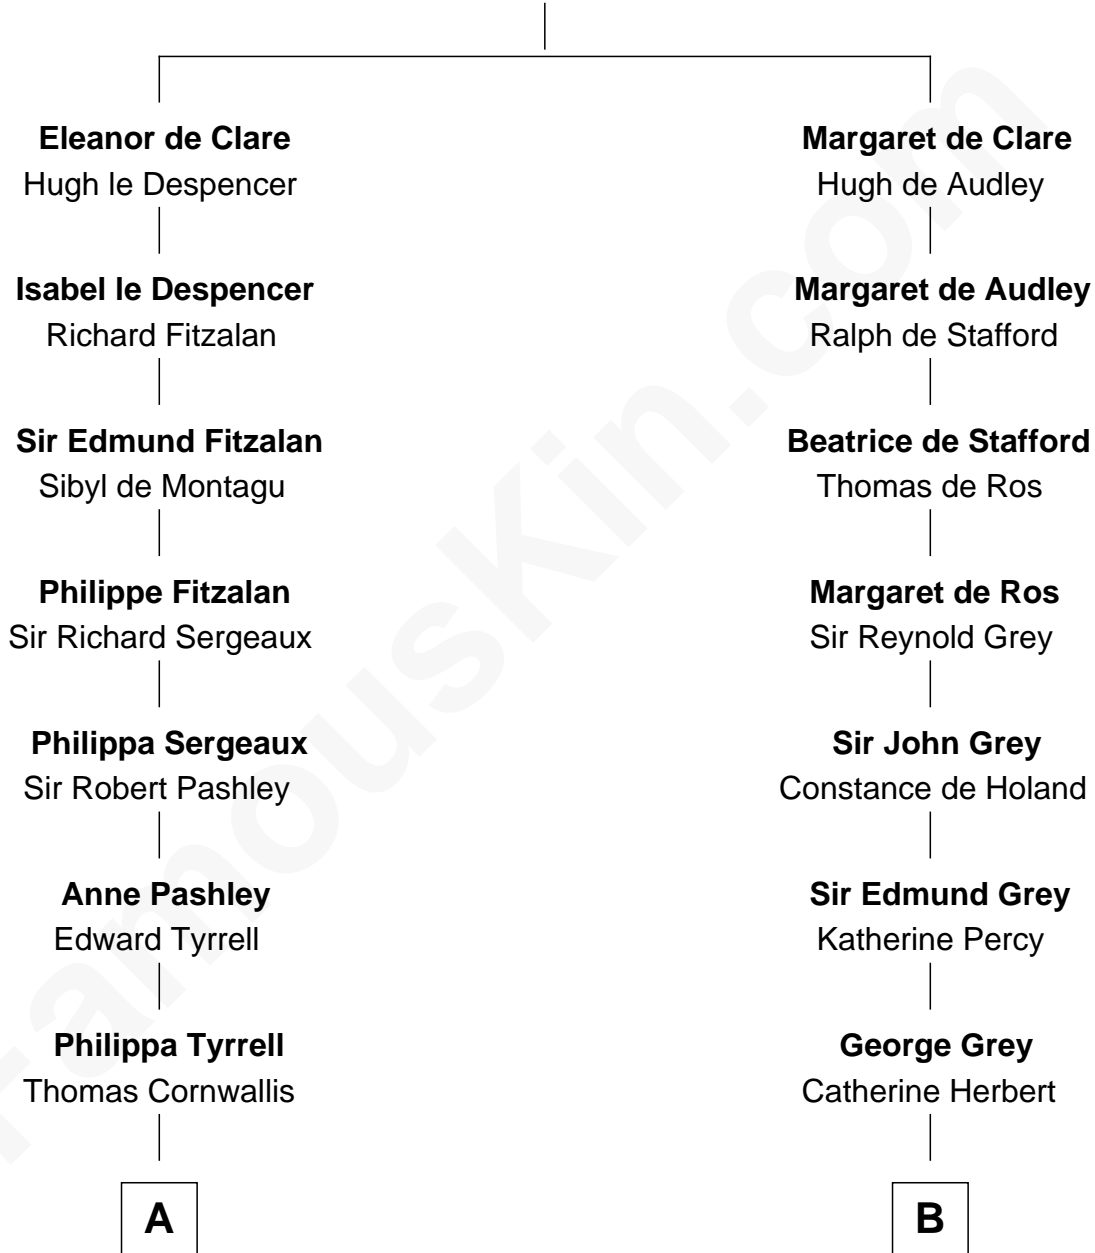 Eleanor de Clare
Hugh le Despencer
Isabel le Despencer
Richard Fitzalan
Sir Edmund Fitzalan
Sibyl de Montagu
Philippe Fitzalan
Sir Richard Sergeaux
Philippa Sergeaux
Sir Robert Pashley
Anne Pashley
Edward Tyrrell
Philippa Tyrrell
Thomas Cornwallis
A
Margaret de Clare
Hugh de Audley
Margaret de Audley
Ralph de Stafford
Beatrice de Stafford
Thomas de Ros
Margaret de Ros
Sir Reynold Grey
Sir John Grey
Constance de Holand
Sir Edmund Grey
Katherine Percy
George Grey
Catherine Herbert
B
FamousKin.com